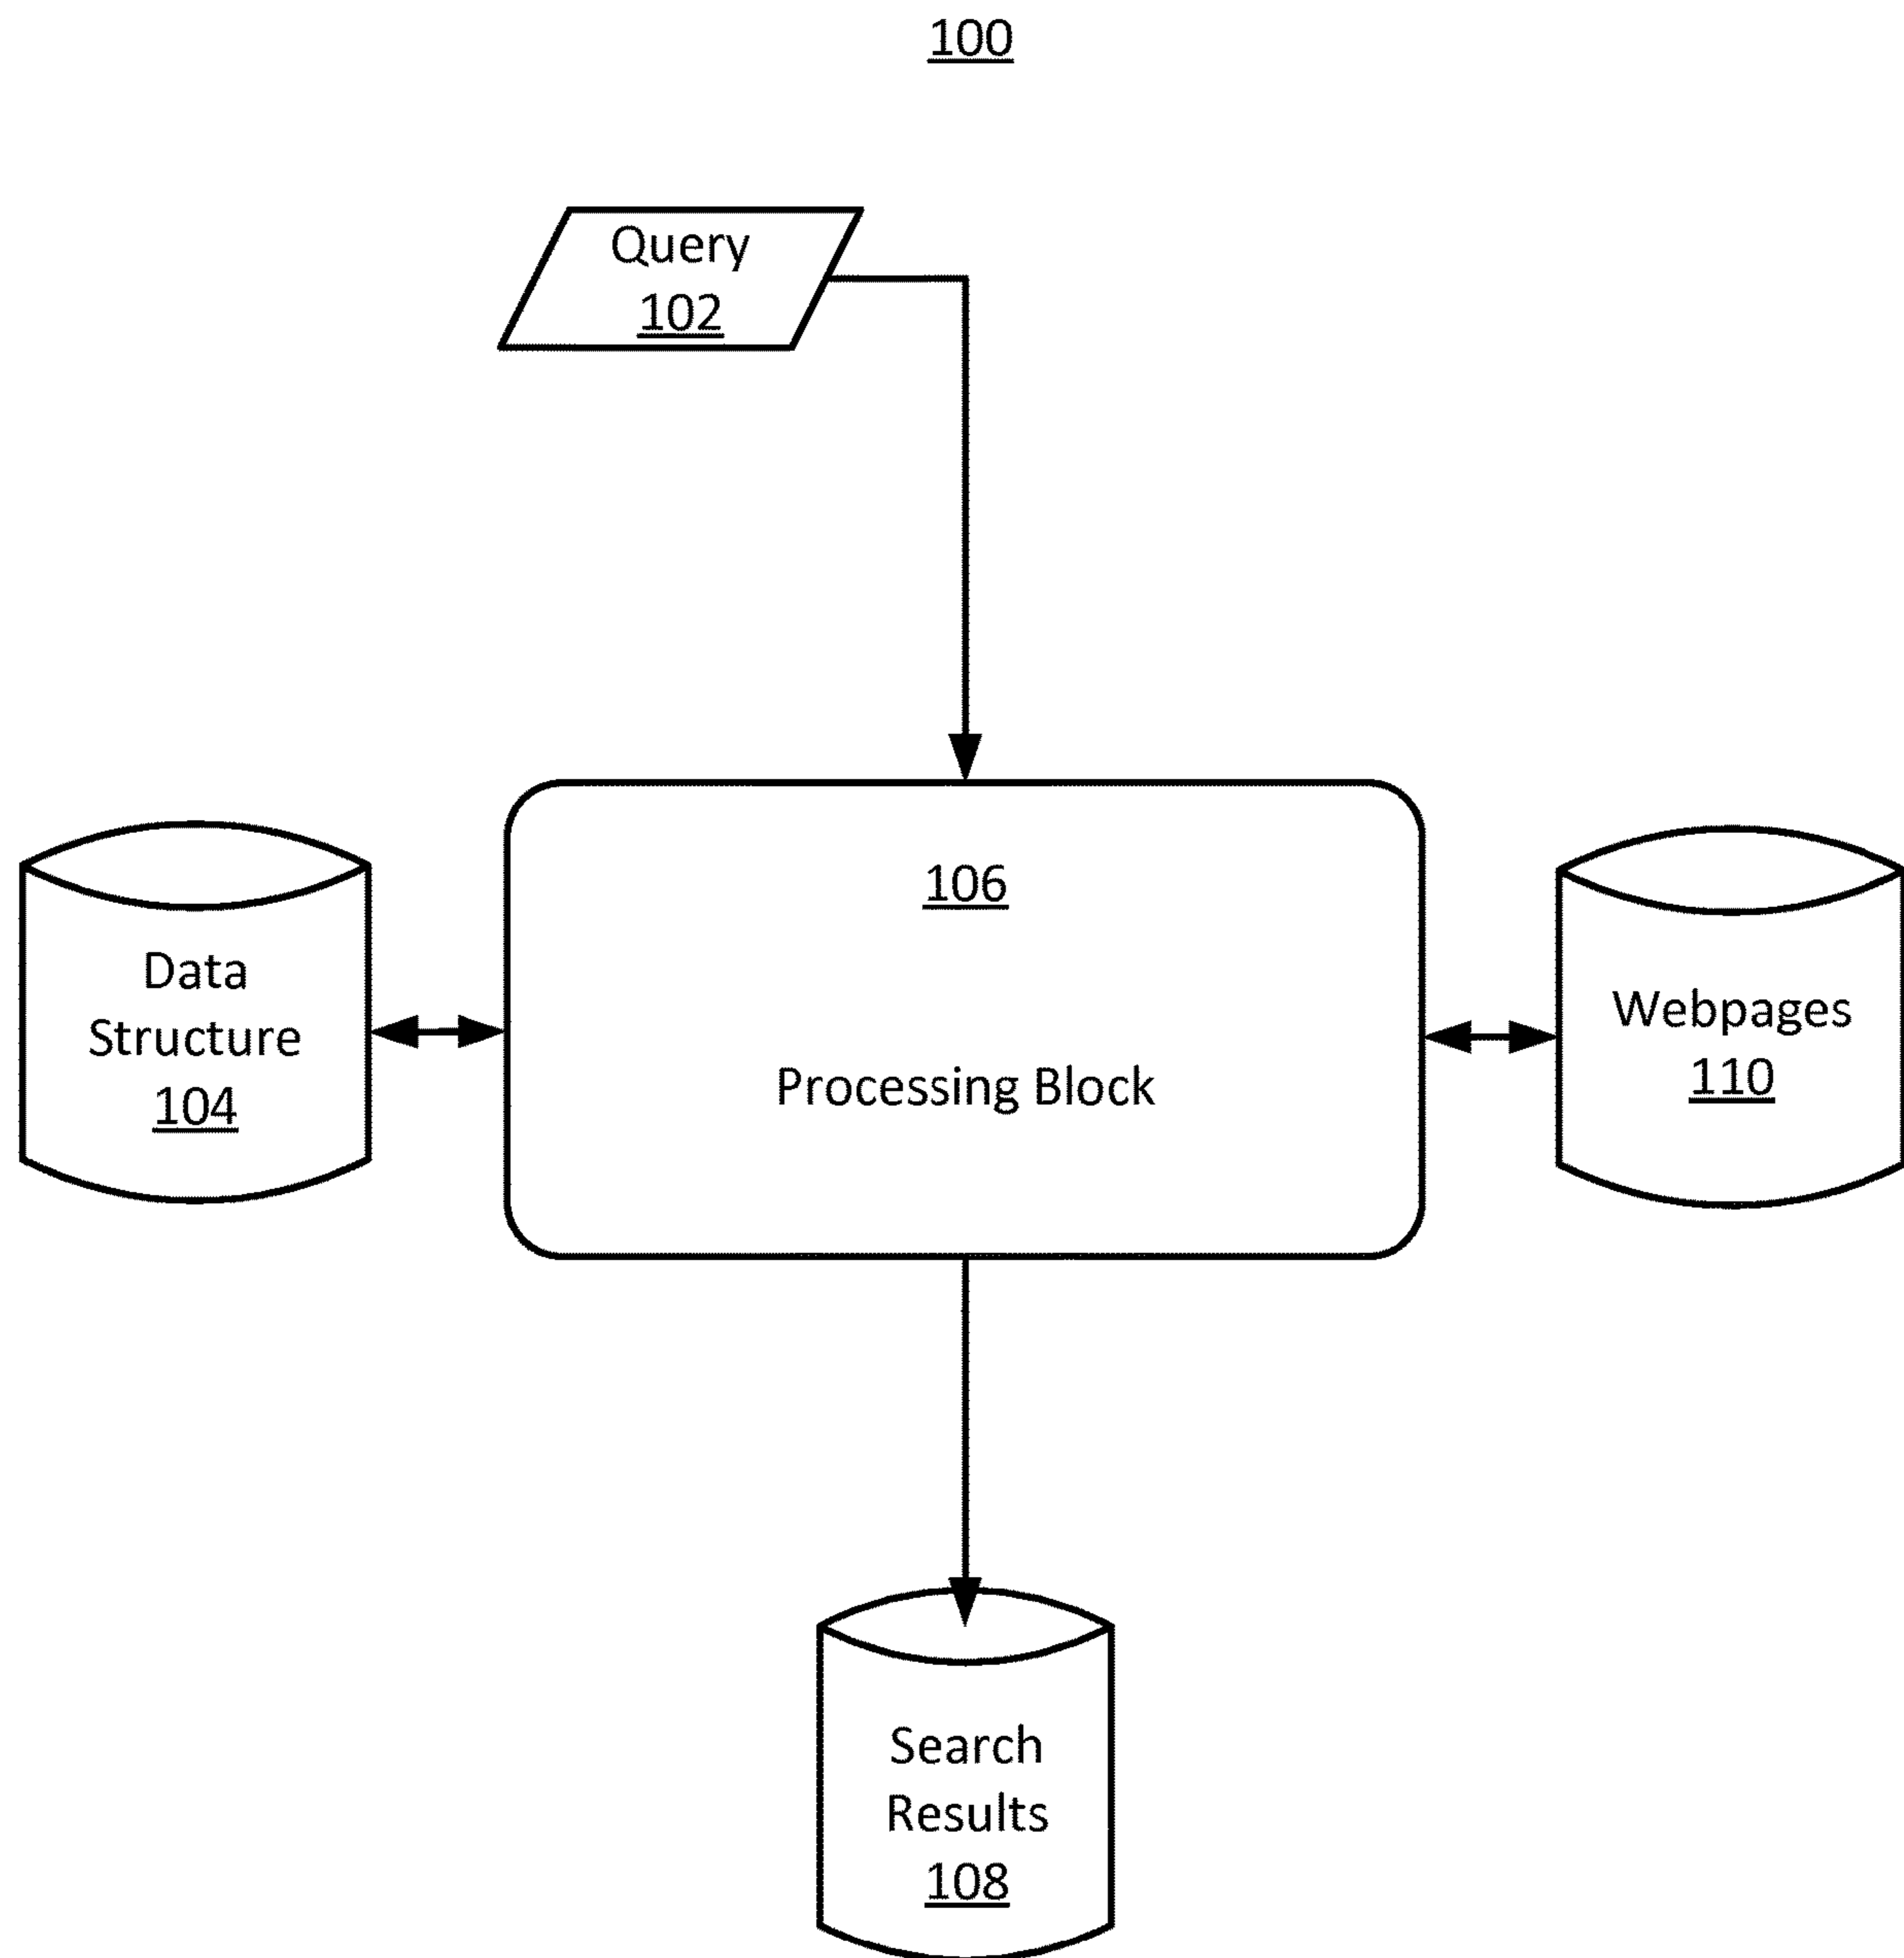 100
Query
102
106
Processing Block
Data
Structure
104
Webpages
110
Search
Results
108